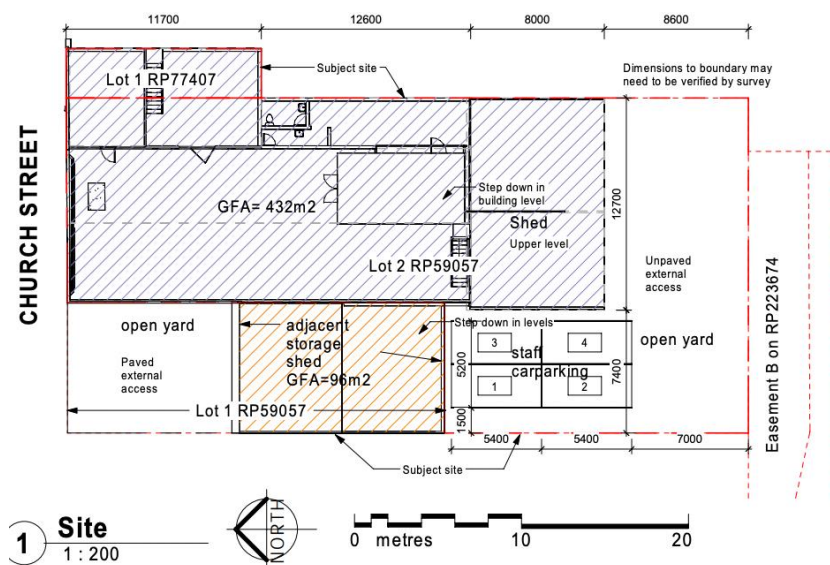 11700
12600
8000
8600
Lot 1 RP77407
Subject site
Dimensions to boundary may
need to be verified by survey
CHURCH STREET
GFA= 432m2
Step down in
building level
Shed
Upper level
12700
Lot 2 RP59057
Unpaved
external
access
Easement B on RP223674
open yard
adjacent
storage
shed
GFA=96m2
Step down in levels
Paved
external
access
3
4
staff
carparking
1
2
open yard
5200
7400
1500
Lot 1 RP59057
5400
5400
7000
Subject site
1
Site
1 : 200
NORTH
0 metres 10 20